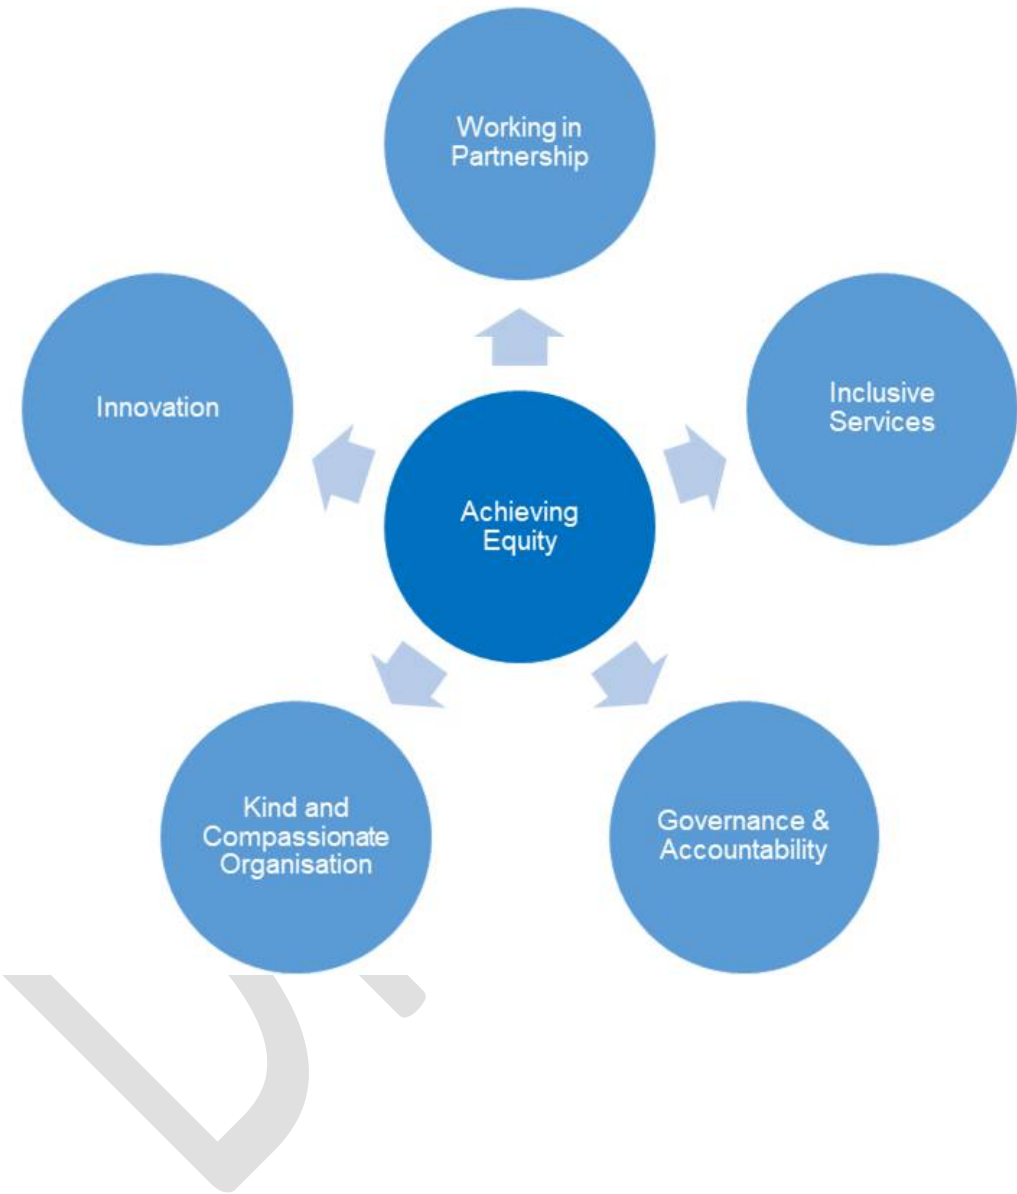 Working in
Partnership
Innovation
Inclusive
Services
Achieving
Equity
Kind and
Compassionate
Organisation
Governance &
Accountability